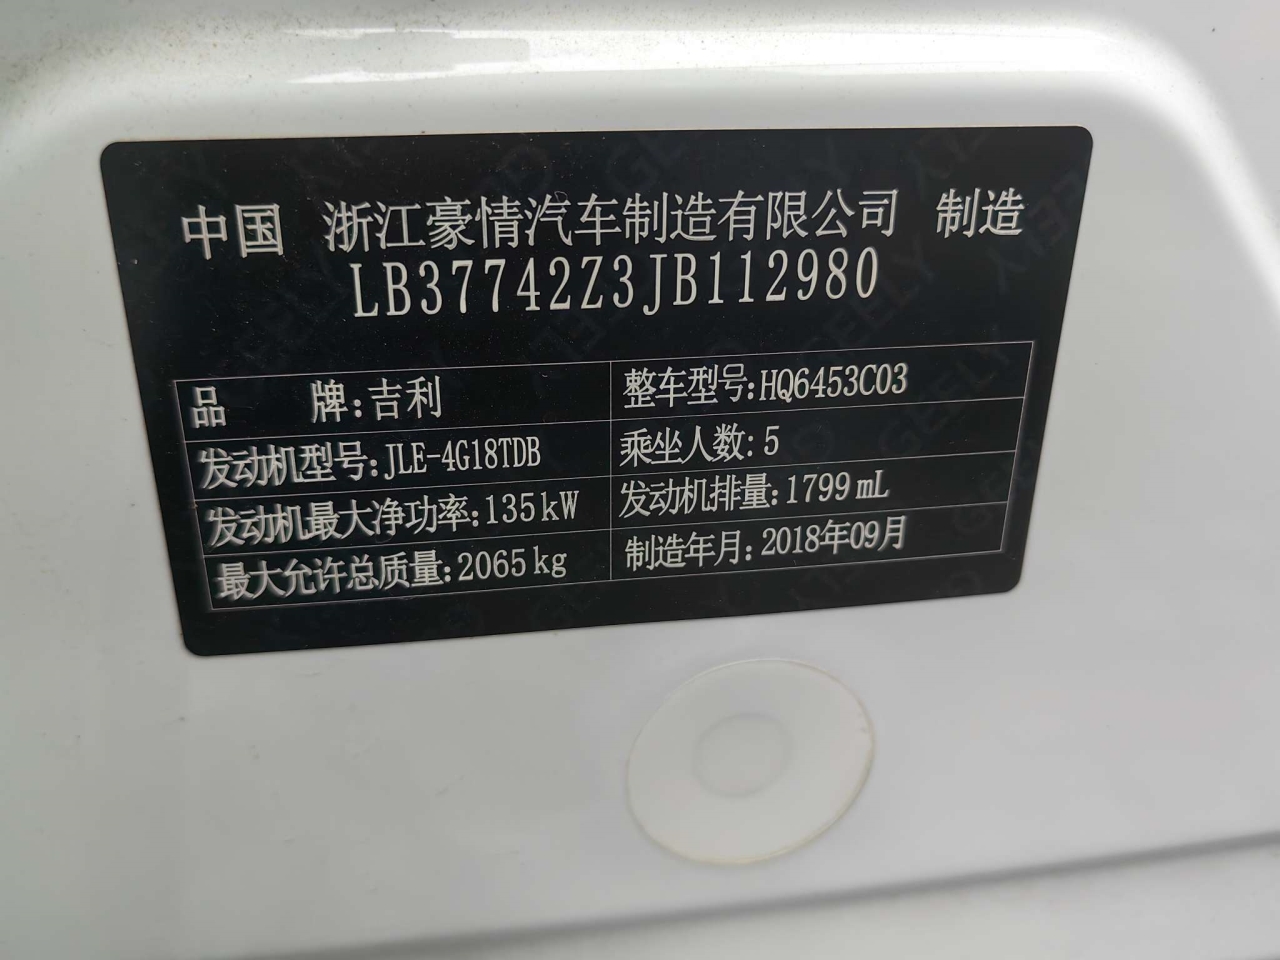 中国 浙江豪情汽车制造有限公司 制造
LB37742Z3JB112980
品 牌:吉利 整车型号:HQ6453C03
发动机型号:JLE-4G18TDB 乘坐人数:5
发动机最大净功率:135kW 发动机排量:1799mL
最大允许总质量:2065kg 制造年月:2018年09月